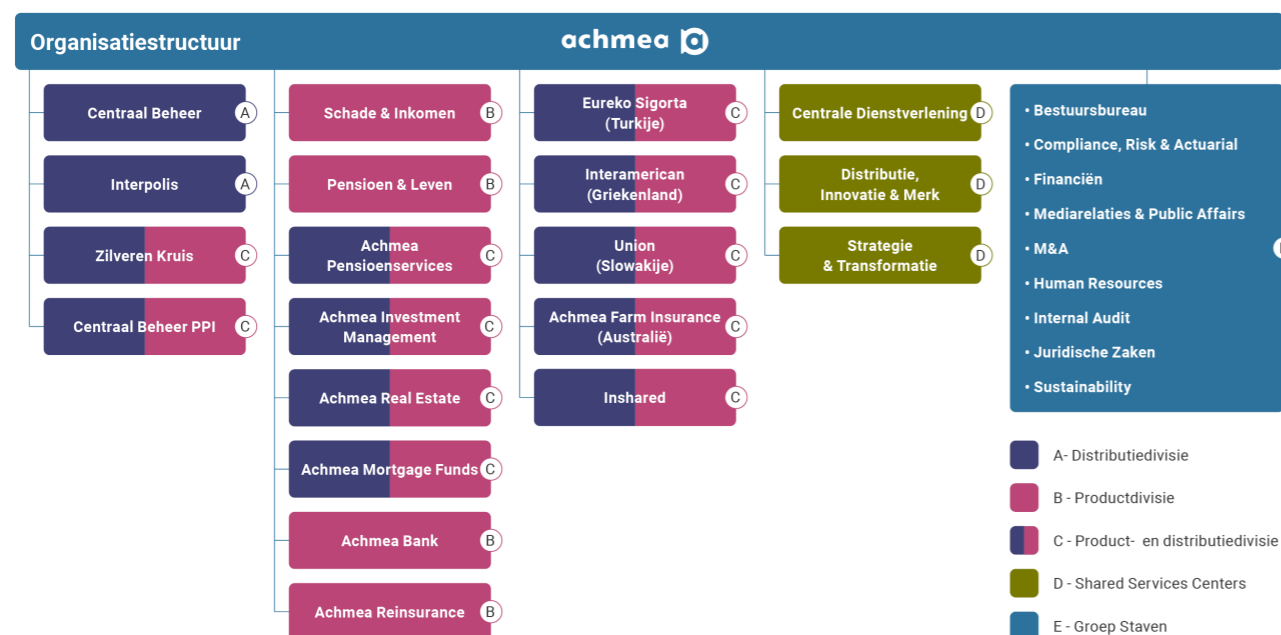 Organisatiestructuur
achmea
Centraal Beheer A
Interpolis A
Zilveren Kruis C
Centraal Beheer PPI C
Schade & Inkomen B
Pensioen & Leven B
Achmea
Pensioenservices C
Achmea Investment
Management C
Achmea Real Estate C
Achmea Mortgage Funds C
Achmea Bank B
Achmea Reinsurance B
Eureko Sigorta
(Turkije) C
Interamerican
(Griekenland) C
Union
(Slowakije) C
Achmea Farm Insurance
(Australië) C
Inshared C
Centrale Dienstverlening D
Distributie,
Innovatie & Merk D
Strategie
& Transformatie D
• Bestuursbureau
• Compliance, Risk & Actuarial
• Financiën
• Mediarelaties & Public Affairs
• M&A
• Human Resources
• Internal Audit
• Juridische Zaken
• Sustainability
A- Distributiedivisie
B - Productdivisie
C - Product- en distributiedivisie
D - Shared Services Centers
E - Groep Staven